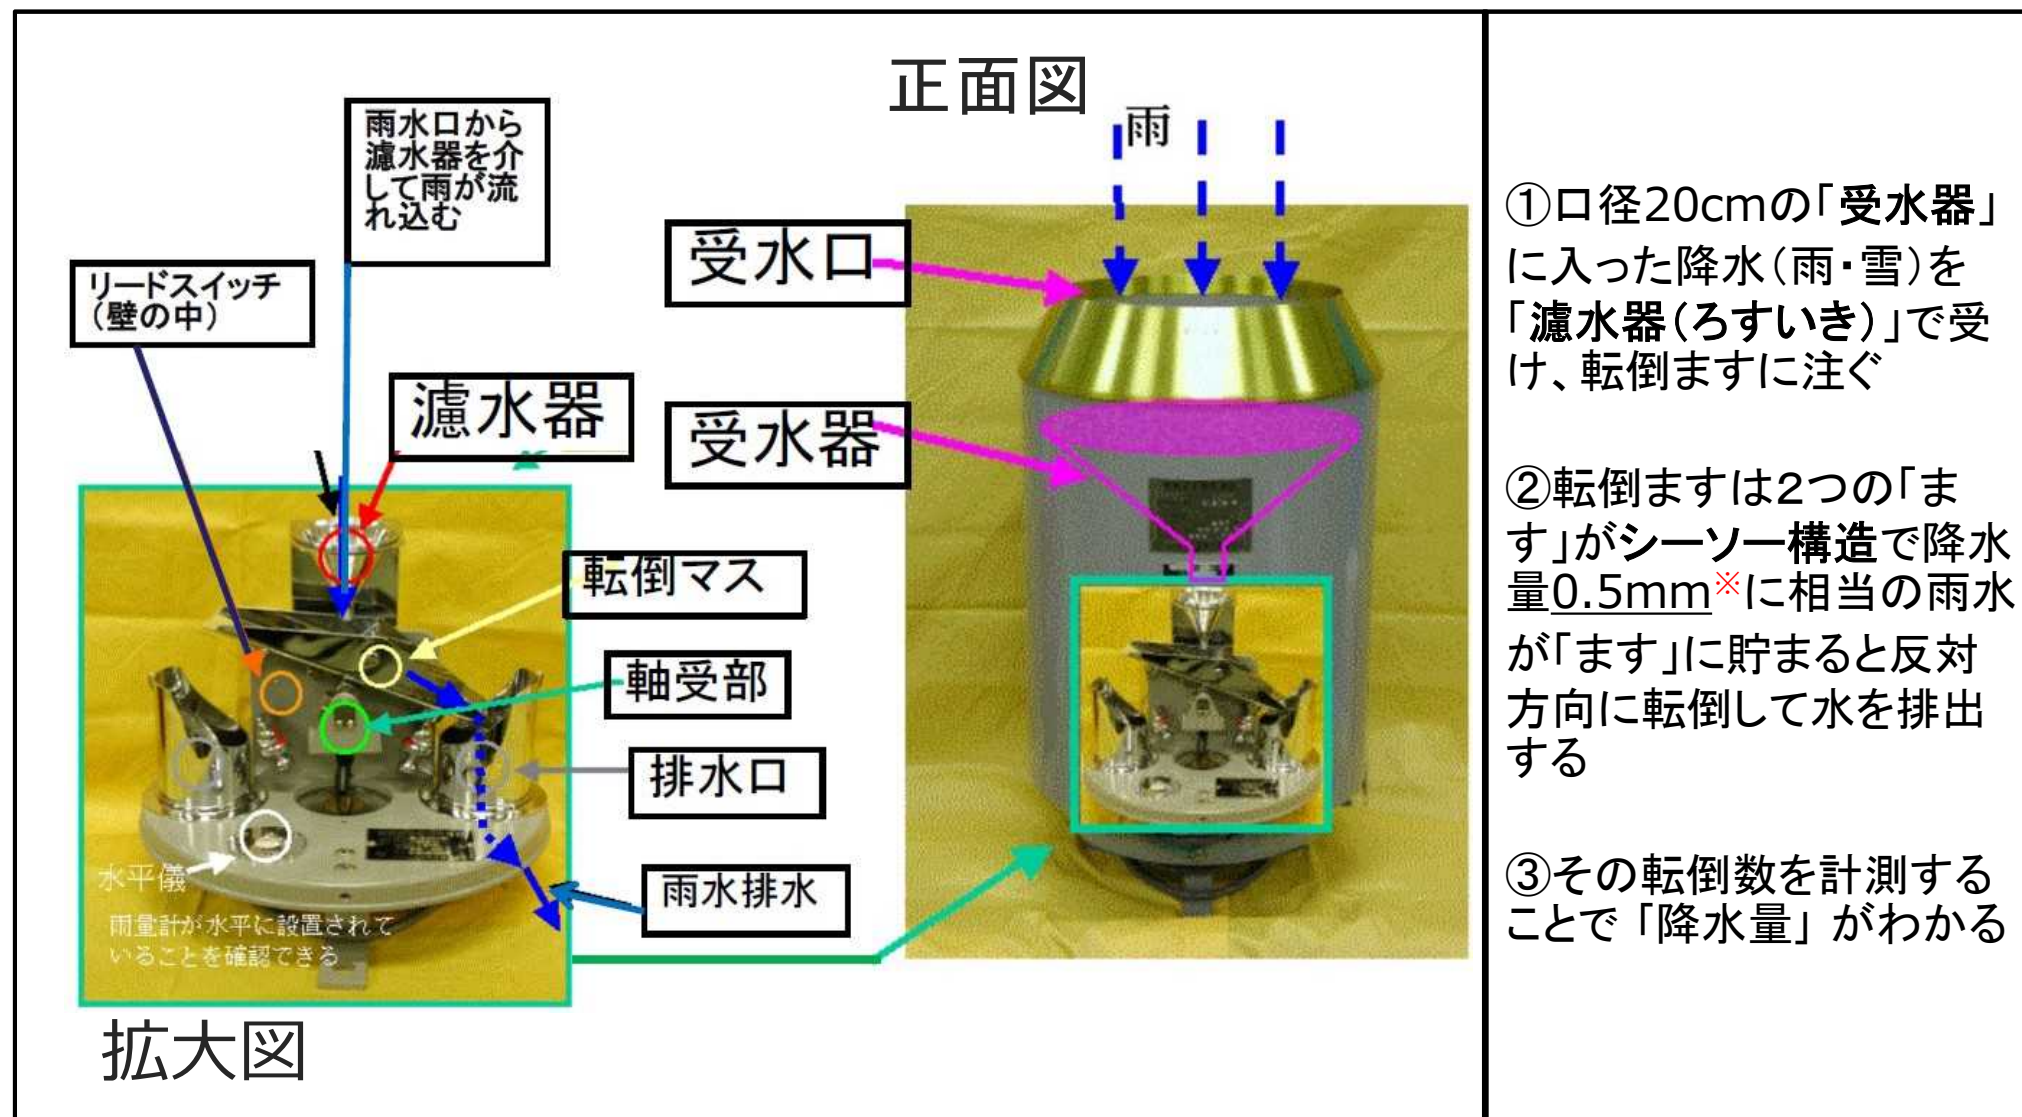 正面図
雨
雨水口から
濾水器を介
して雨が流
れ込む
受水口
リードスイッチ
（壁の中）
濾水器
受水器
転倒マス
軸受部
排水口
雨水排水
水平儀
雨量計が水平に設置されて
いることを確認できる
拡大図
①口径20cmの「受水器」
に入った降水（雨・雪）を
「濾水器（ろすいき）」で受
け、転倒ますに注ぐ
②転倒ますは２つの「ま
す」がシーソー構造で降水
量0.5mm※に相当の雨水
が「ます」に貯まると反対
方向に転倒して水を排出
する
③その転倒数を計測する
ことで「降水量」がわかる